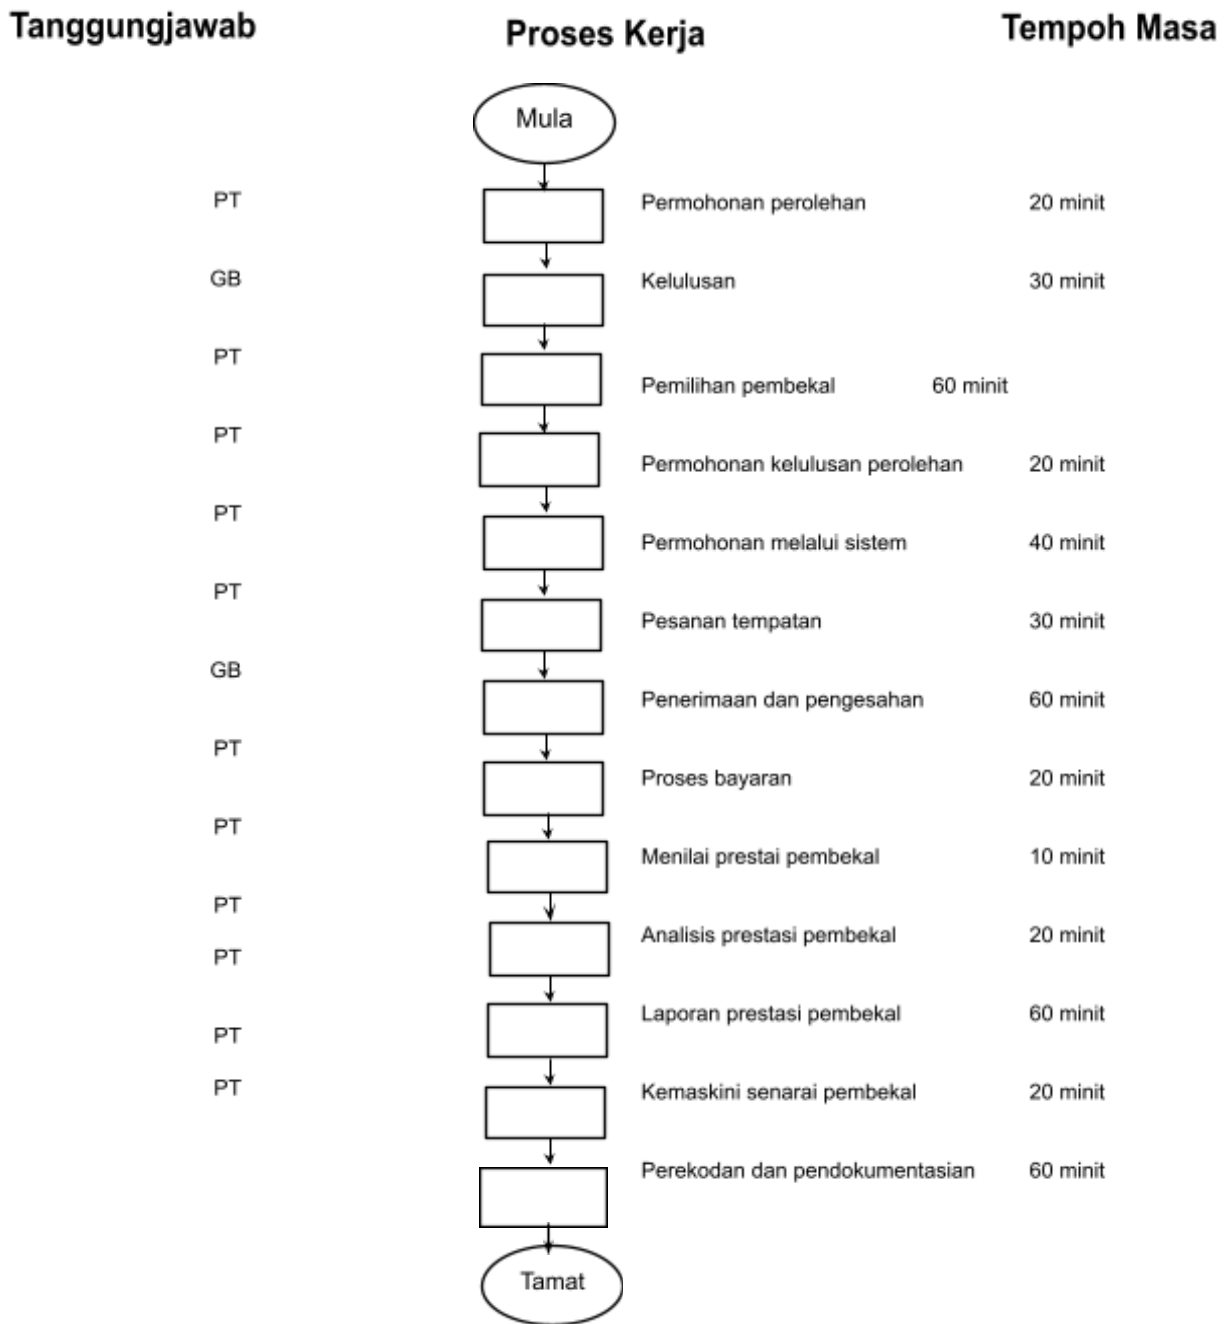 Tanggungjawab Proses Kerja Tempoh Masa
Mula
PT Permohonan perolehan 20 minit
GB Kelulusan 30 minit
PT
Pemilihan pembekal 60 minit
PT
Permohonan kelulusan perolehan 20 minit
PT
Permohonan melalui sistem 40 minit
PT
Pesanan tempatan 30 minit
GB
Penerimaan dan pengesahan 60 minit
PT
Proses bayaran 20 minit
PT
Menilai prestai pembekal 10 minit
PT
Analisis prestasi pembekal 20 minit
PT
Laporan prestasi pembekal 60 minit
PT
PT Kemaskini senarai pembekal 20 minit
Perekodan dan pendokumentasian 60 minit
Tamat